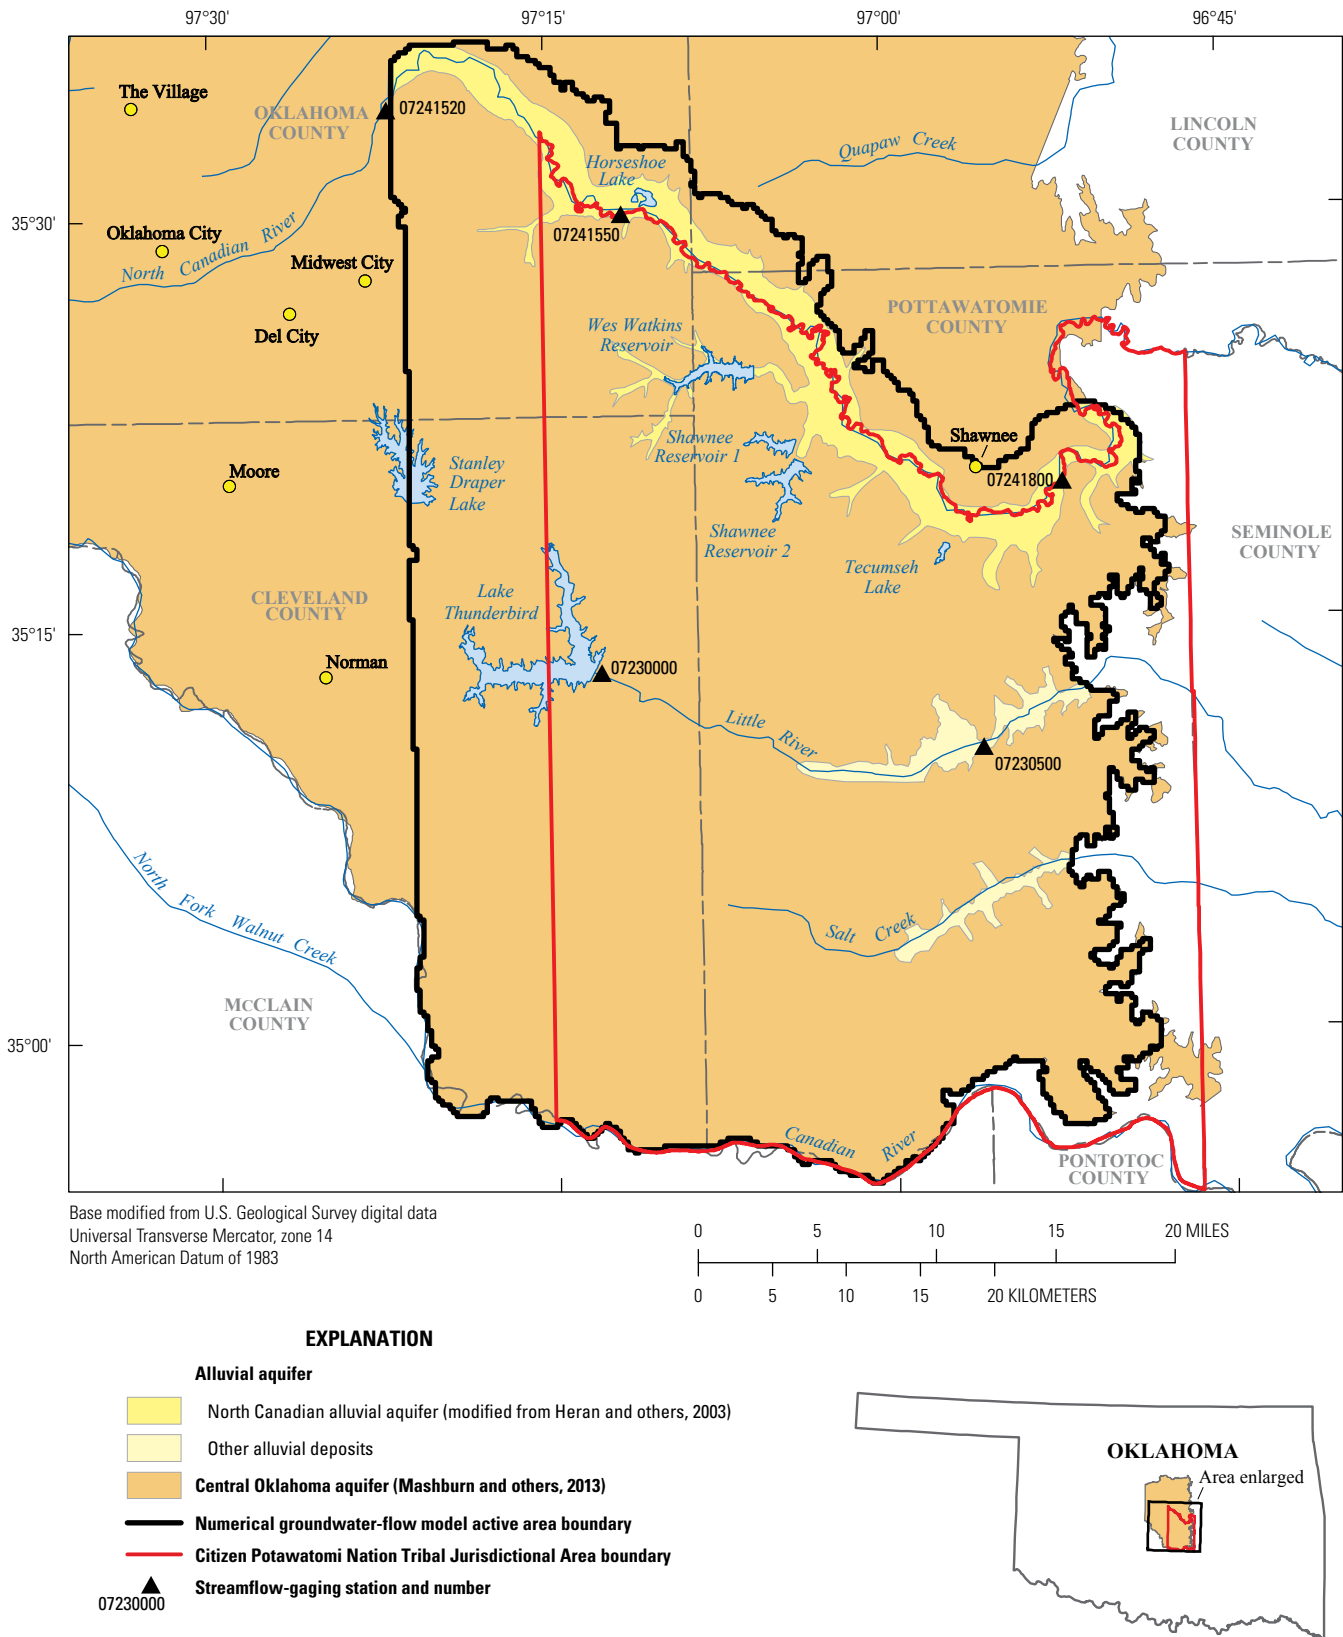 97°30'
97°15'
97°00'
96°45'
The Village
OKLAHOMA
COUNTY
07241520
LINCOLN
COUNTY
Quapaw Creek
Horseshoe
Lake
35°30'
Oklahoma City
North Canadian River
Midwest City
07241550
Del City
POTTAWATOMIE
COUNTY
Wes Watkins
Reservoir
Shawnee
Reservoir 1
Shawnee
07241800
Moore
Stanley
Draper
Lake
Shawnee
Reservoir 2
Tecumseh
Lake
SEMINOLE
COUNTY
CLEVELAND
COUNTY
Lake
Thunderbird
35°15'
Norman
07230000
Little River
07230500
North Fork Walnut Creek
Salt Creek
McCLAIN
COUNTY
35°00'
Canadian River
PONTOTOC
COUNTY
Base modified from U.S. Geological Survey digital data
Universal Transverse Mercator, zone 14
North American Datum of 1983
0 5 10 15 20 MILES
0 5 10 15 20 KILOMETERS
EXPLANATION
Alluvial aquifer
North Canadian alluvial aquifer (modified from Heran and others, 2003)
Other alluvial deposits
Central Oklahoma aquifer (Mashburn and others, 2013)
Numerical groundwater-flow model active area boundary
Citizen Potawatomi Nation Tribal Jurisdictional Area boundary
Streamflow-gaging station and number
07230000
OKLAHOMA
Area enlarged